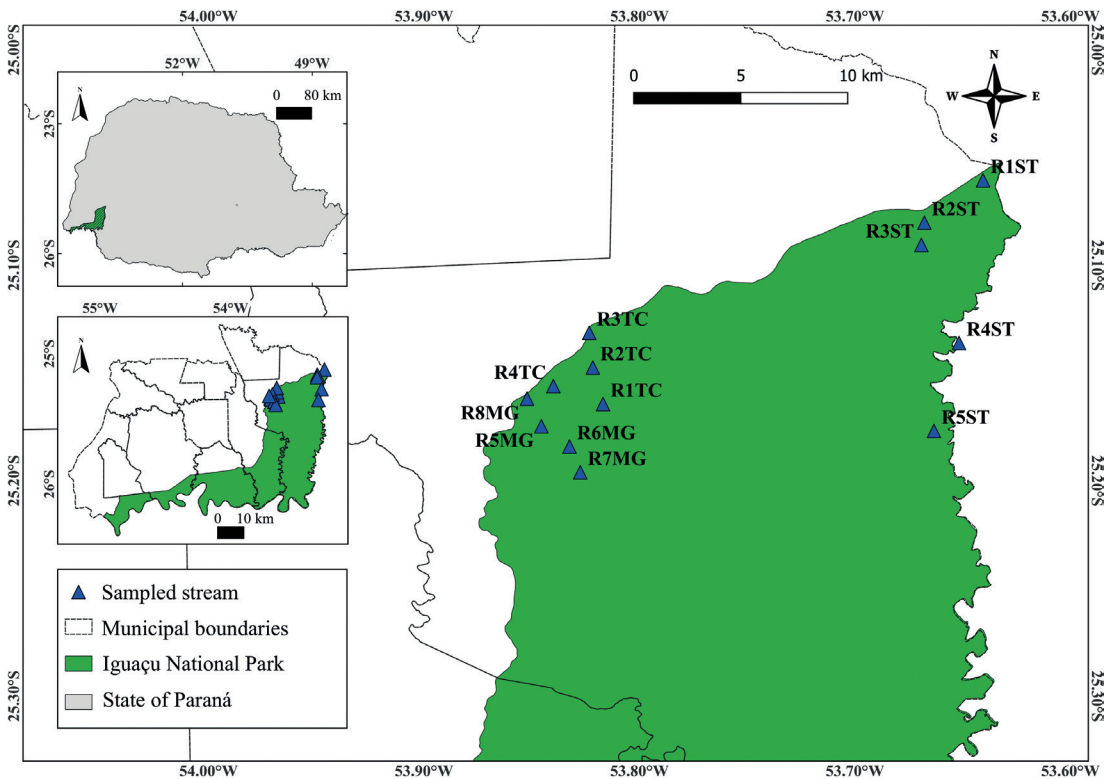 54.00°W
53.90°W
53.80°W
53.70°W
53.60°W
25.00°S
25.10°S
25.20°S
25.30°S
25.00°S
25.10°S
25.20°S
25.30°S
54.00°W
53.90°W
53.80°W
53.70°W
53.60°W
52°W
49°W
N
0 80 km
23°S
26°S
55°W
54°W
N
25°S
26°S
0 10 km
Sampled stream
Municipal boundaries
Iguaçu National Park
State of Paraná
0 5 10 km
N
W E
S
R1ST
R2ST
R3ST
R4ST
R5ST
R3TC
R2TC
R4TC
R1TC
R8MG
R6MG
R5MG
R7MG